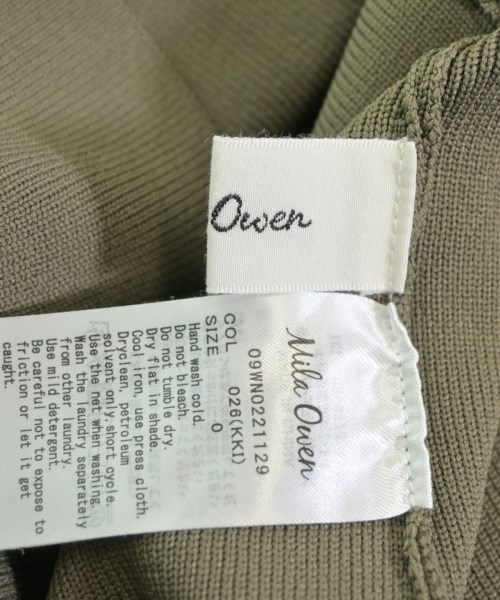 Owen
Mila Owen
09WN0221129
COL 026(KKI)
SIZE 0
Hand wash cold.
Do not bleach.
Do not tumble dry.
Dry flat in shade.
Cool iron, use press cloth.
Dryclean, petroleum
solvent only,short cycle.
Use the net when washing.
Wash the laundry separately
from other laundry.
Use mild detergent.
Be careful not to expose to
friction or let it get
caught.